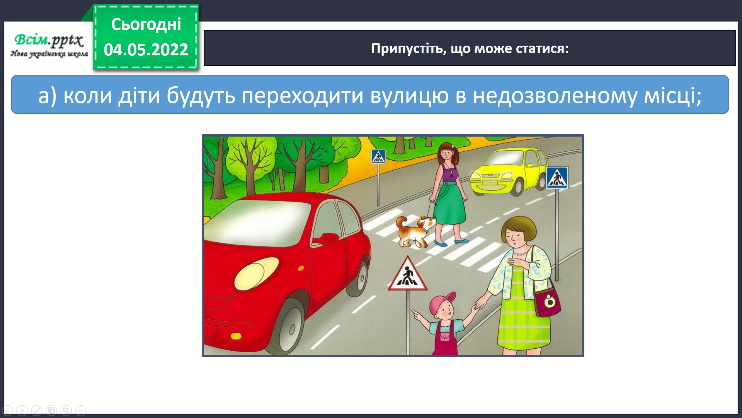 Всім.pptx
Нова українська школа
Сьогодні
04.05.2022
Припустіть, що може статися:
а) коли діти будуть переходити вулицю в недозволеному місці;